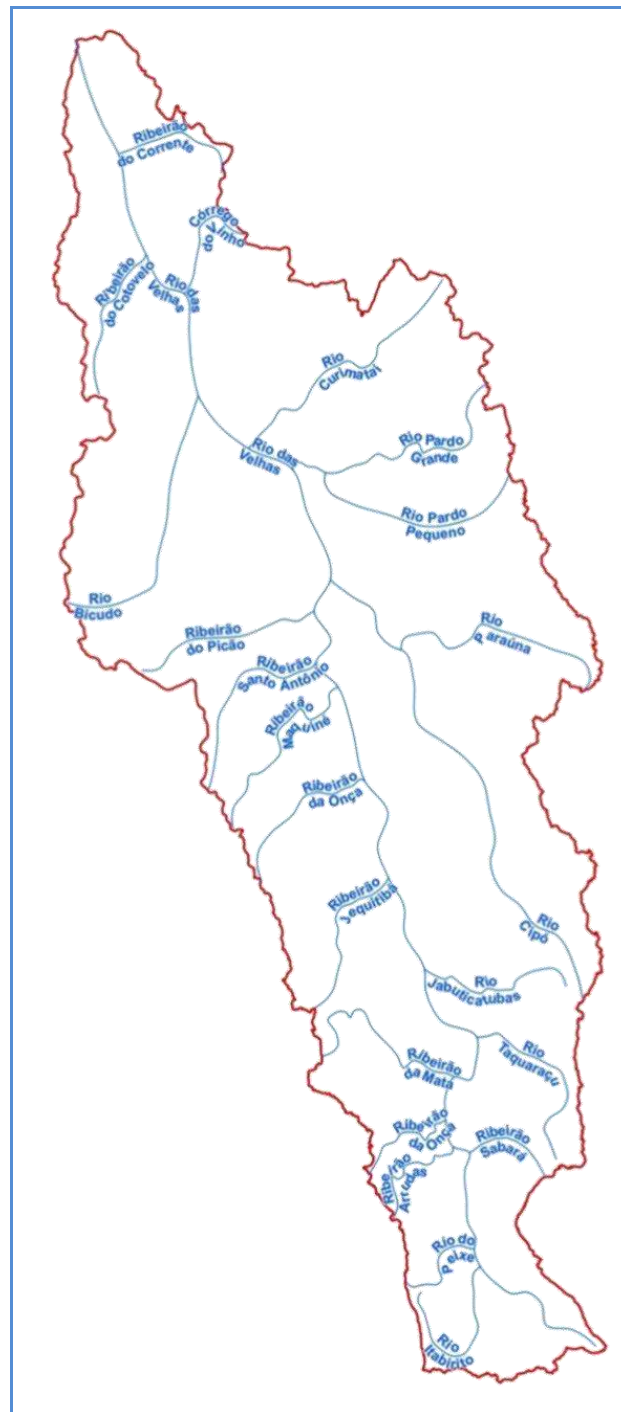 Ribeirão
do Corrente
Córrego
do Vinho
Ribeirão
do Cotovelo
Rio das
Velhas
Rio
Curimataí
Rio das
Velhas
Rio Pardo
Grande
Rio Pardo
Pequeno
Rio
Bicudo
Ribeirão
do Picão
Rio
Paraúna
Ribeirão
Santo Antônio
Ribeirão
Maquiné
Ribeirão
da Onça
Ribeirão
Jequitibá
Rio
Cipó
Rio
Jabuticatubas
Rio
Taquaraçu
Ribeirão
da Mata
Ribeirão
da Onça
Ribeirão
Sabará
Ribeirão
Arrudas
Rio do
Peixe
Rio
Itabirito